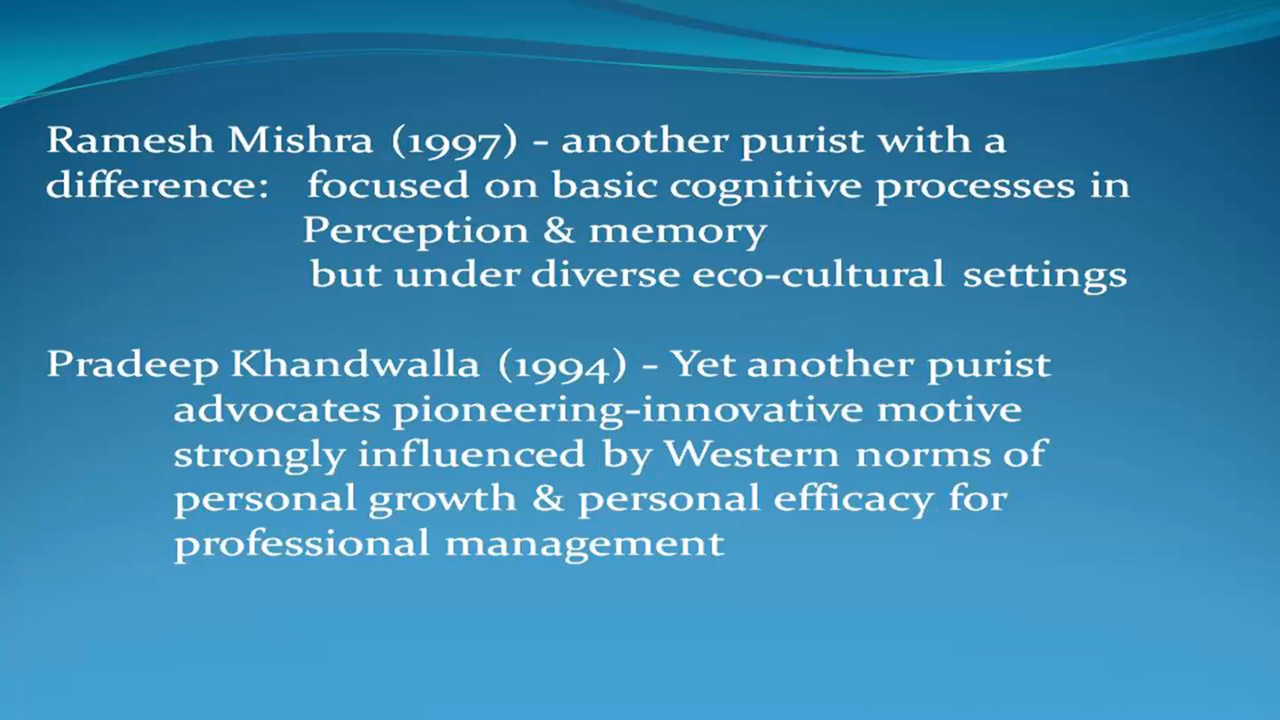 Ramesh Mishra (1997) - another purist with a
difference: focused on basic cognitive processes in
Perception & memory
but under diverse eco-cultural settings
Pradeep Khandwalla (1994) - Yet another purist
advocates pioneering-innovative motive
strongly influenced by Western norms of
personal growth & personal efficacy for
professional management